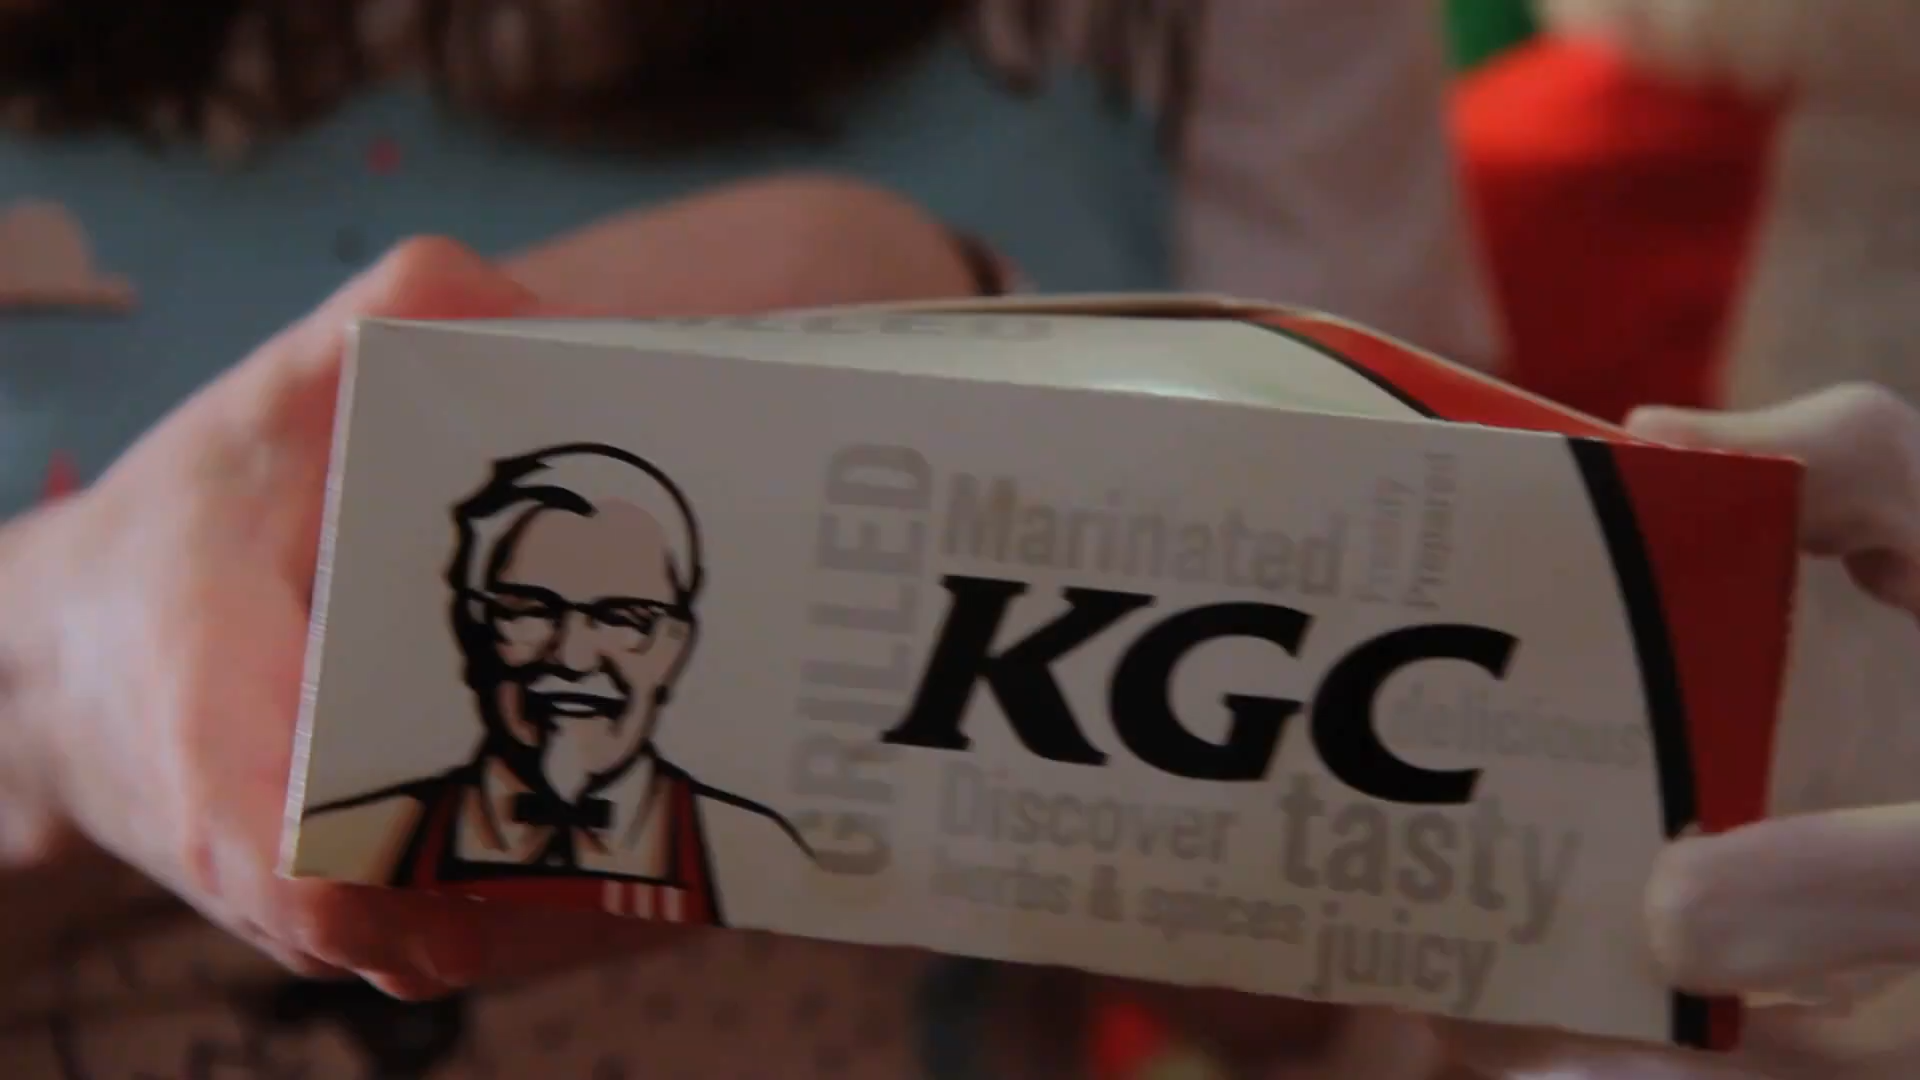 GRILLED
Marinated
Freshly
Prepared
KGC
delicious
Discover tasty
herbs & spices
juicy